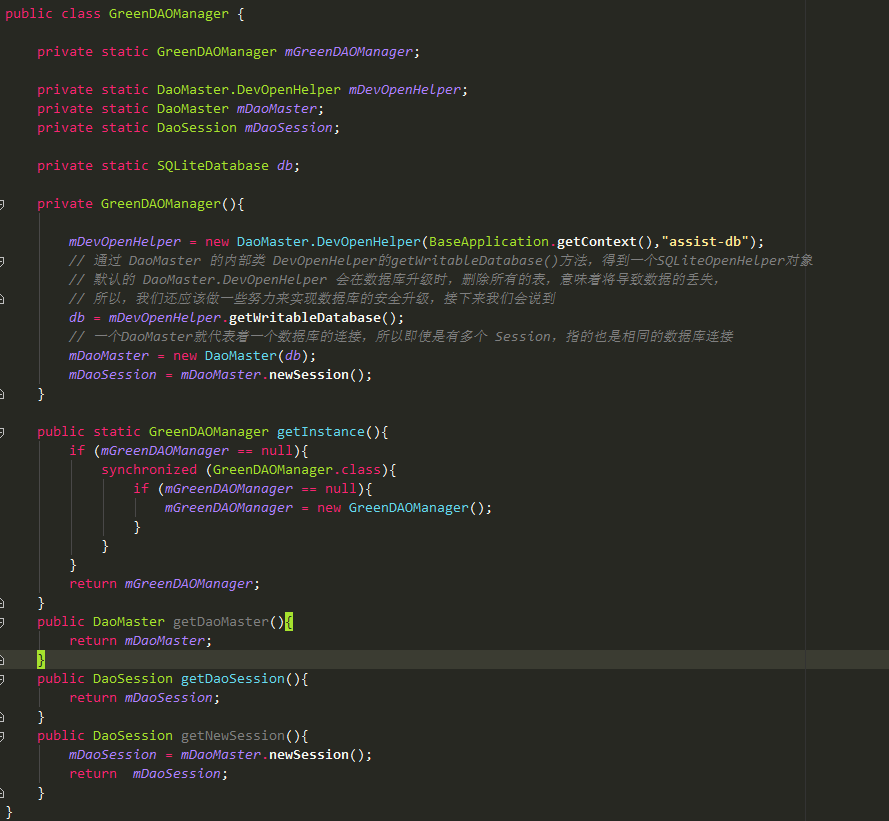 public class GreenDAOManager {
private static GreenDAOManager mGreenDAOManager;
private static DaoMaster.DevOpenHelper mDevOpenHelper;
private static DaoMaster mDaoMaster;
private static DaoSession mDaoSession;
private static SQLiteDatabase db;
private GreenDAOManager(){
mDevOpenHelper = new DaoMaster.DevOpenHelper(BaseApplication.getContext(),"assist-db");
// 通过 DaoMaster 的内部类 DevOpenHelper的getWritableDatabase()方法，得到一个SQLiteOpenHelper对象
// 默认的 DaoMaster.DevOpenHelper 会在数据库升级时，删除所有的表，意味着将导致数据的丢失，
// 所以，我们还应该做一些努力来实现数据库的安全升级，接下来我们会说到
db = mDevOpenHelper.getWritableDatabase();
// 一个DaoMaster就代表着一个数据库的连接，所以即使是有多个 Session，指的也是相同的数据库连接
mDaoMaster = new DaoMaster(db);
mDaoSession = mDaoMaster.newSession();
}
public static GreenDAOManager getInstance(){
if (mGreenDAOManager == null){
synchronized (GreenDAOManager.class){
if (mGreenDAOManager == null){
mGreenDAOManager = new GreenDAOManager();
}
}
}
return mGreenDAOManager;
}
public DaoMaster getDaoMaster(){
return mDaoMaster;
}
public DaoSession getDaoSession(){
return mDaoSession;
}
public DaoSession getNewSession(){
mDaoSession = mDaoMaster.newSession();
return  mDaoSession;
}
}